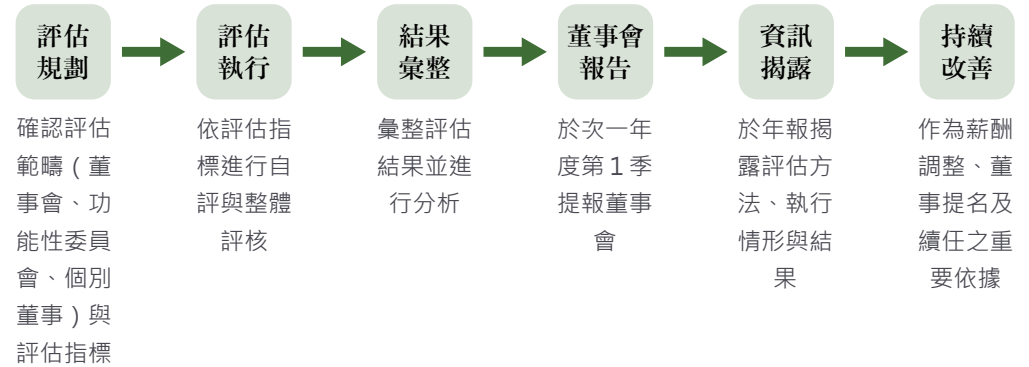 評估
規劃
確認評估
範疇（董
事會、功
能性委員
會、個別
董事）與
評估指標
評估
執行
依評估指
標進行自
評與整體
評核
結果
彙整
彙整評估
結果並進
行分析
董事會
報告
於次一年
度第1季
提報董事
會
資訊
揭露
於年報揭
露評估方
法、執行
情形與結
果
持續
改善
作為薪酬
調整、董
事提名及
續任之重
要依據